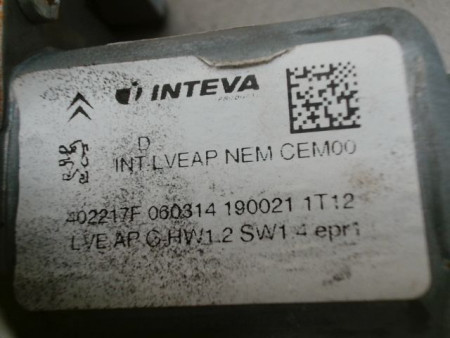 INTEVA
D
INT LVEAP NEM CEM00
402217F 060314 190021 1T12
LVE AP G HW1.2 SW1.4 epr1